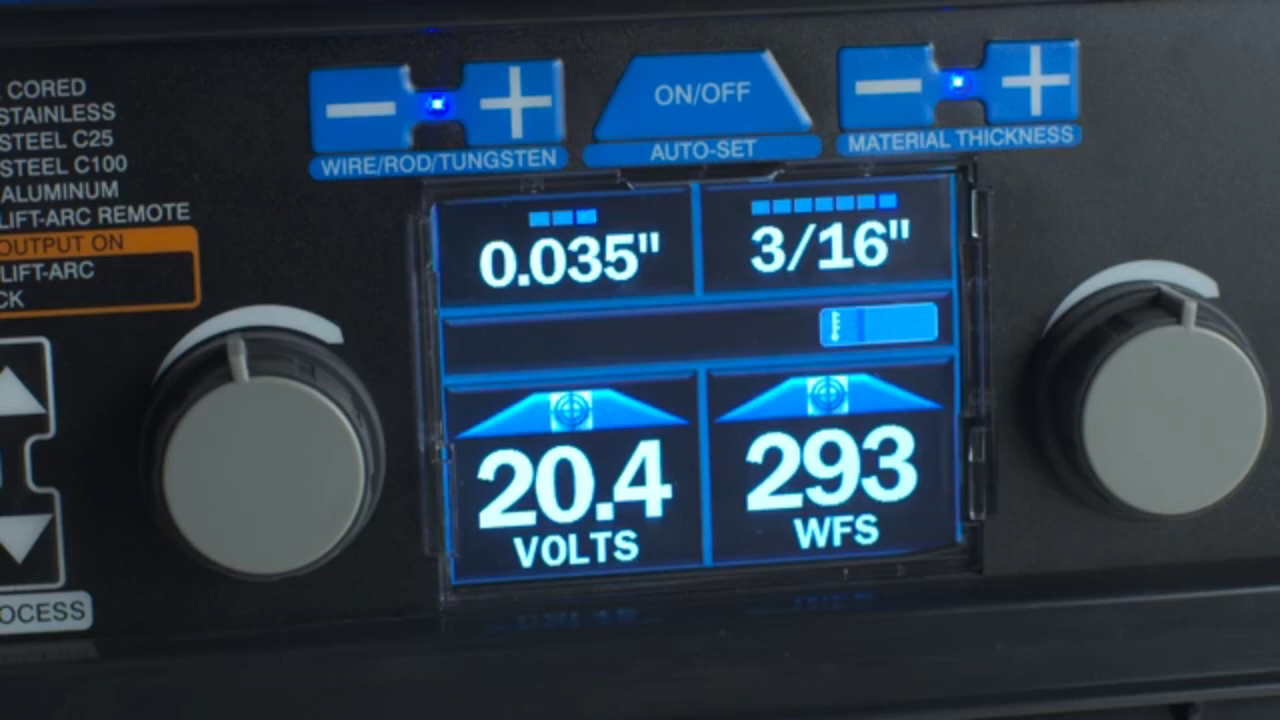 CORED
STAINLESS
STEEL C25
STEEL C100
ALUMINUM
LIFT-ARC REMOTE
OUTPUT ON
LIFT-ARC
CK
OCESS
− +
WIRE/ROD/TUNGSTEN
ON/OFF
AUTO-SET
− +
MATERIAL THICKNESS
0.035"
3/16"
20.4
VOLTS
293
WFS